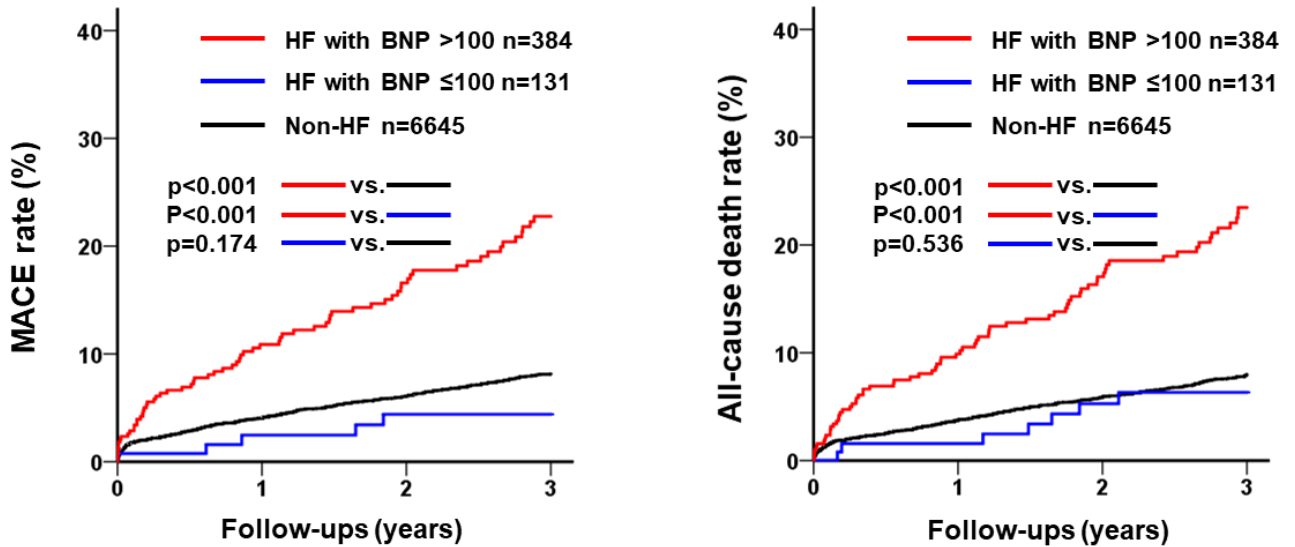 MACE rate (%)
40
30
20
10
0
HF with BNP >100 n=384
HF with BNP ≤100 n=131
Non-HF n=6645
p<0.001 vs.
P<0.001 vs.
p=0.174 vs.
0 1 2 3
Follow-ups (years)
All-cause death rate (%)
40
30
20
10
0
HF with BNP >100 n=384
HF with BNP ≤100 n=131
Non-HF n=6645
p<0.001 vs.
P<0.001 vs.
p=0.536 vs.
0 1 2 3
Follow-ups (years)